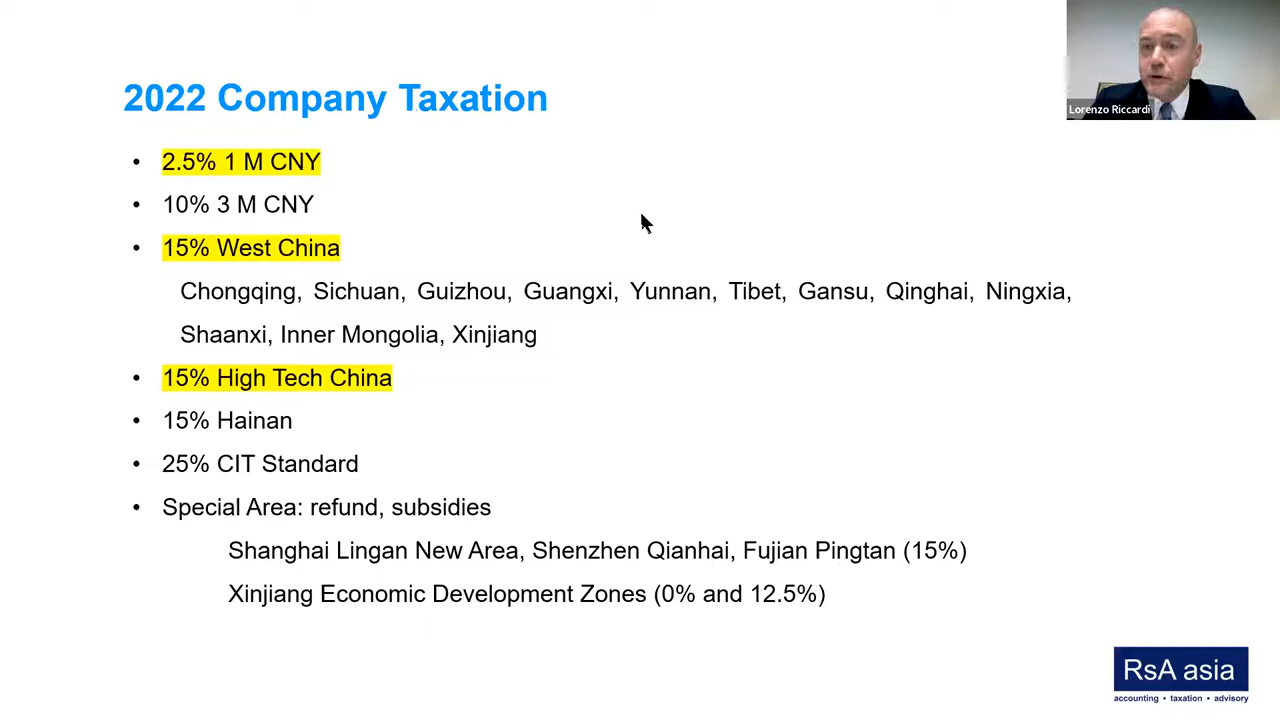 2022 Company Taxation
Lorenzo Riccardi
• 2.5% 1 M CNY
• 10% 3 M CNY
• 15% West China
Chongqing, Sichuan, Guizhou, Guangxi, Yunnan, Tibet, Gansu, Qinghai, Ningxia,
Shaanxi, Inner Mongolia, Xinjiang
• 15% High Tech China
• 15% Hainan
• 25% CIT Standard
• Special Area: refund, subsidies
Shanghai Lingan New Area, Shenzhen Qianhai, Fujian Pingtan (15%)
Xinjiang Economic Development Zones (0% and 12.5%)
RsA asia
accounting • taxation • advisory